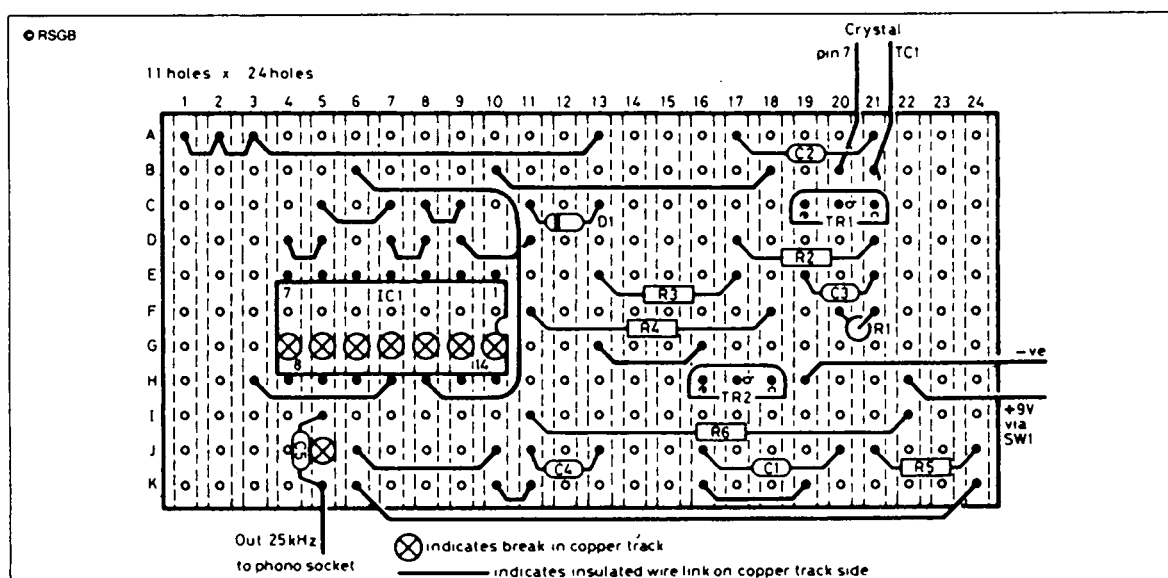 © RSGB
Crystal
pin 7 TC1
11 holes x 24 holes
1 2 3 4 5 6 7 8 9 10 11 12 13 14 15 16 17 18 19 20 21 22 23 24
A
C2
B
C
D1
TR1
D
R2
E
7 IC1 1
R3
C3
F
R4
R1
G
8 14
-ve
H
TR2
I
+9V
via
SW1
R6
J
C5
C4
C1
R5
K
Out 25kHz
to phono socket
indicates break in copper track
indicates insulated wire link on copper track side